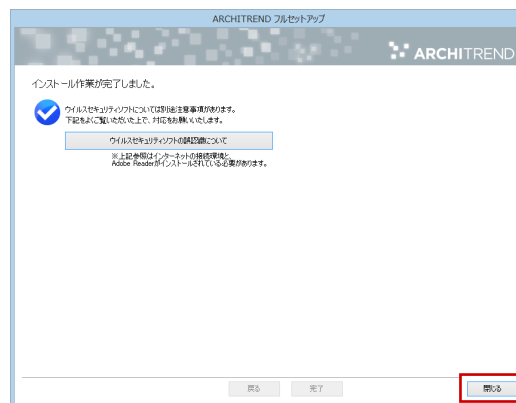 ARCHITREND フルセットアップ
ARCHITREND
インストール作業が完了しました。
ウイルスセキュリティソフトについては別途注意事項があります。
下記をよくご覧いただいた上で、対応をお願いいたします。
ウイルスセキュリティソフトの誤認識について
※上記参照はインターネットの接続環境と、
Adobe Readerがインストールされている必要があります。
戻る 完了 閉じる